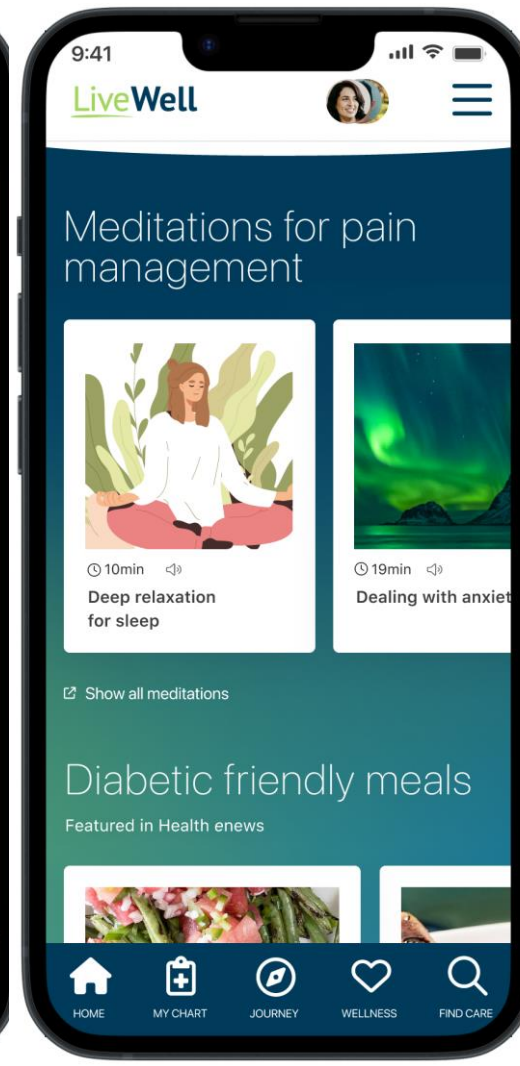 9:41
LiveWell
Meditations for pain
management
10min
19min
Deep relaxation
for sleep
Dealing with anxiet
Show all meditations
Diabetic friendly meals
Featured in Health enews
HOME
MY CHART
JOURNEY
WELLNESS
FIND CARE